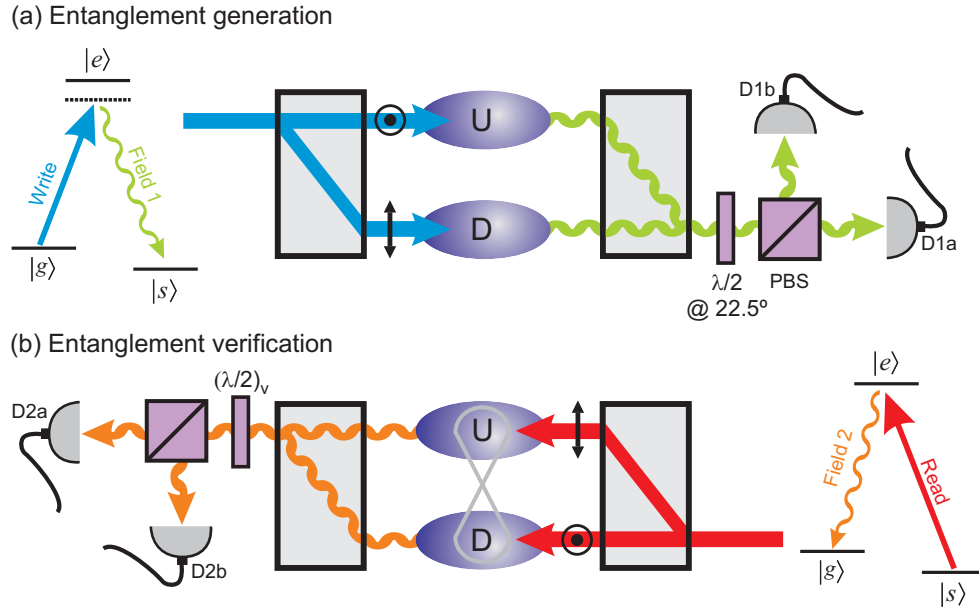 (a) Entanglement generation
|e⟩
Write
Field 1
|g⟩
|s⟩
U
D
D1b
D1a
λ/2
@ 22.5º
PBS
(b) Entanglement verification
D2a
(λ/2)v
D2b
U
D
|e⟩
Field 2
Read
|g⟩
|s⟩